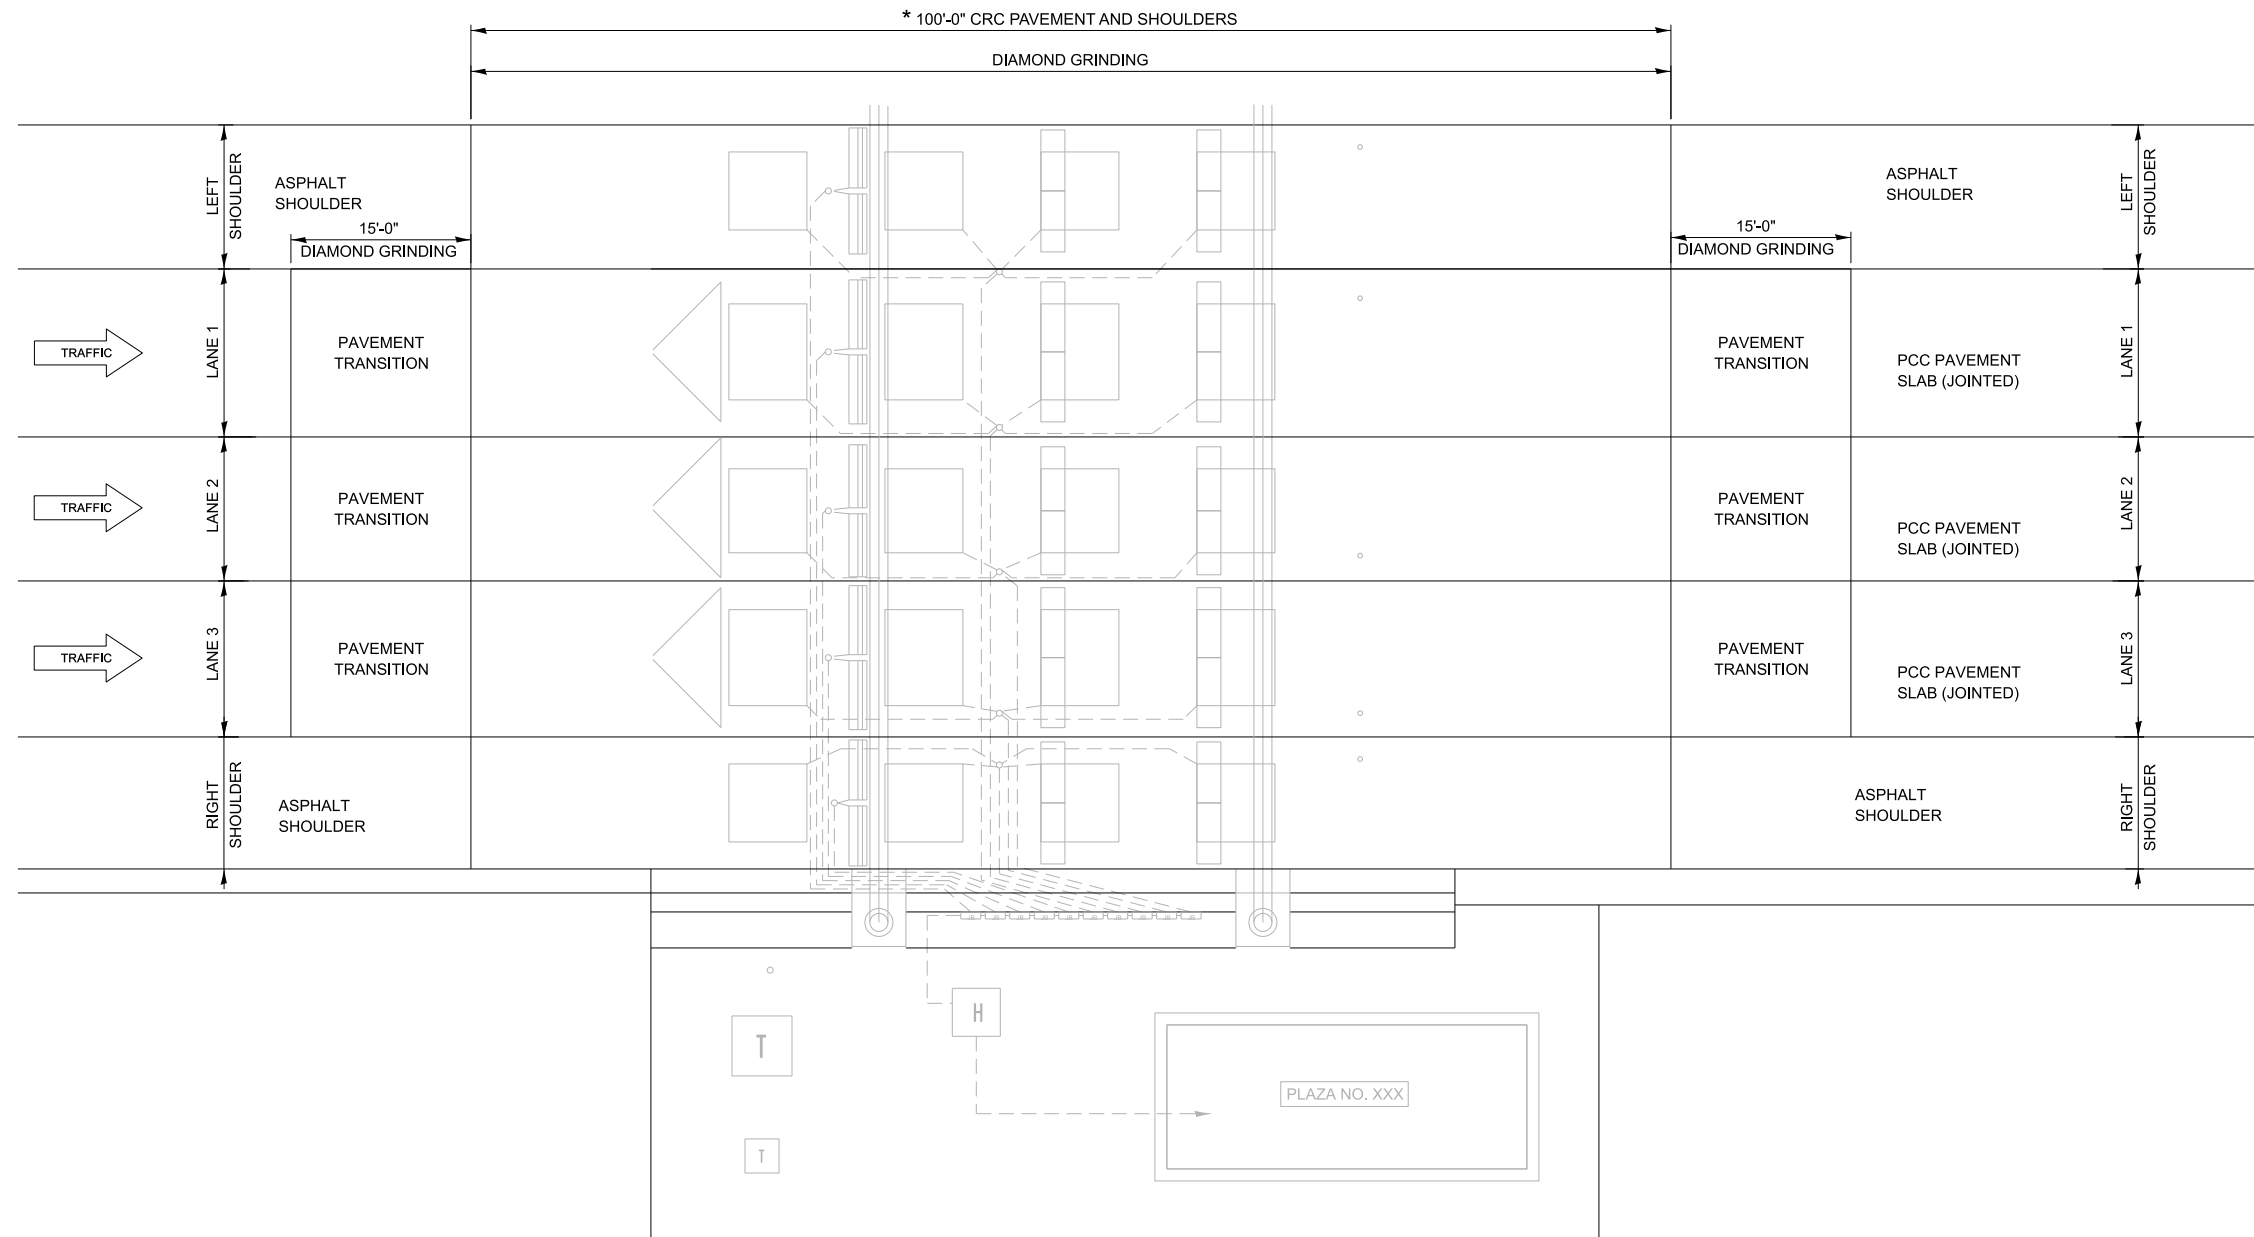 * 100'-0" CRC PAVEMENT AND SHOULDERS
DIAMOND GRINDING
LEFT
SHOULDER
ASPHALT
SHOULDER
15'-0"
DIAMOND GRINDING
ASPHALT
SHOULDER
15'-0"
DIAMOND GRINDING
LEFT
SHOULDER
TRAFFIC
LANE 1
PAVEMENT
TRANSITION
PAVEMENT
TRANSITION
PCC PAVEMENT
SLAB (JOINTED)
LANE 1
TRAFFIC
LANE 2
PAVEMENT
TRANSITION
PAVEMENT
TRANSITION
PCC PAVEMENT
SLAB (JOINTED)
LANE 2
TRAFFIC
LANE 3
PAVEMENT
TRANSITION
PAVEMENT
TRANSITION
PCC PAVEMENT
SLAB (JOINTED)
LANE 3
RIGHT
SHOULDER
ASPHALT
SHOULDER
ASPHALT
SHOULDER
RIGHT
SHOULDER
H
T
PLAZA NO. XXX
T